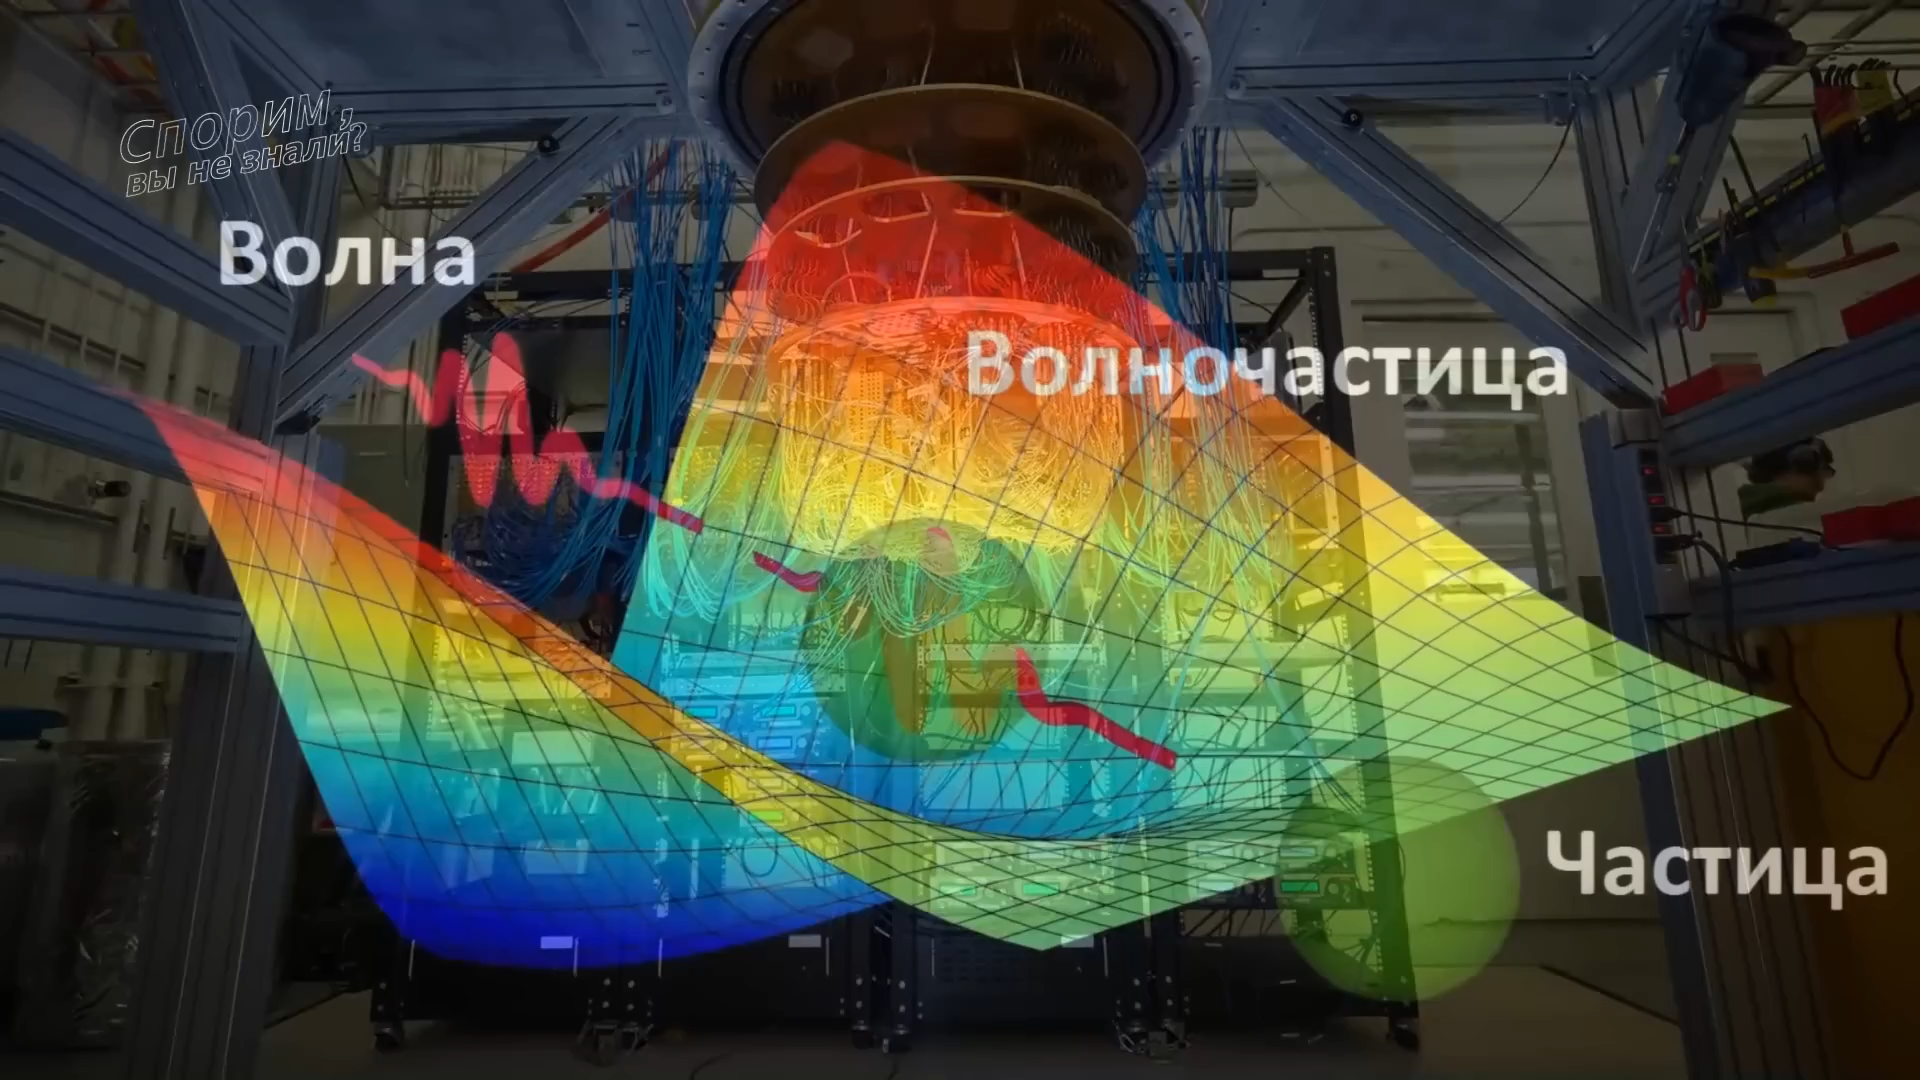 Спорим,
вы не знали?
Волна
Волночастица
Частица